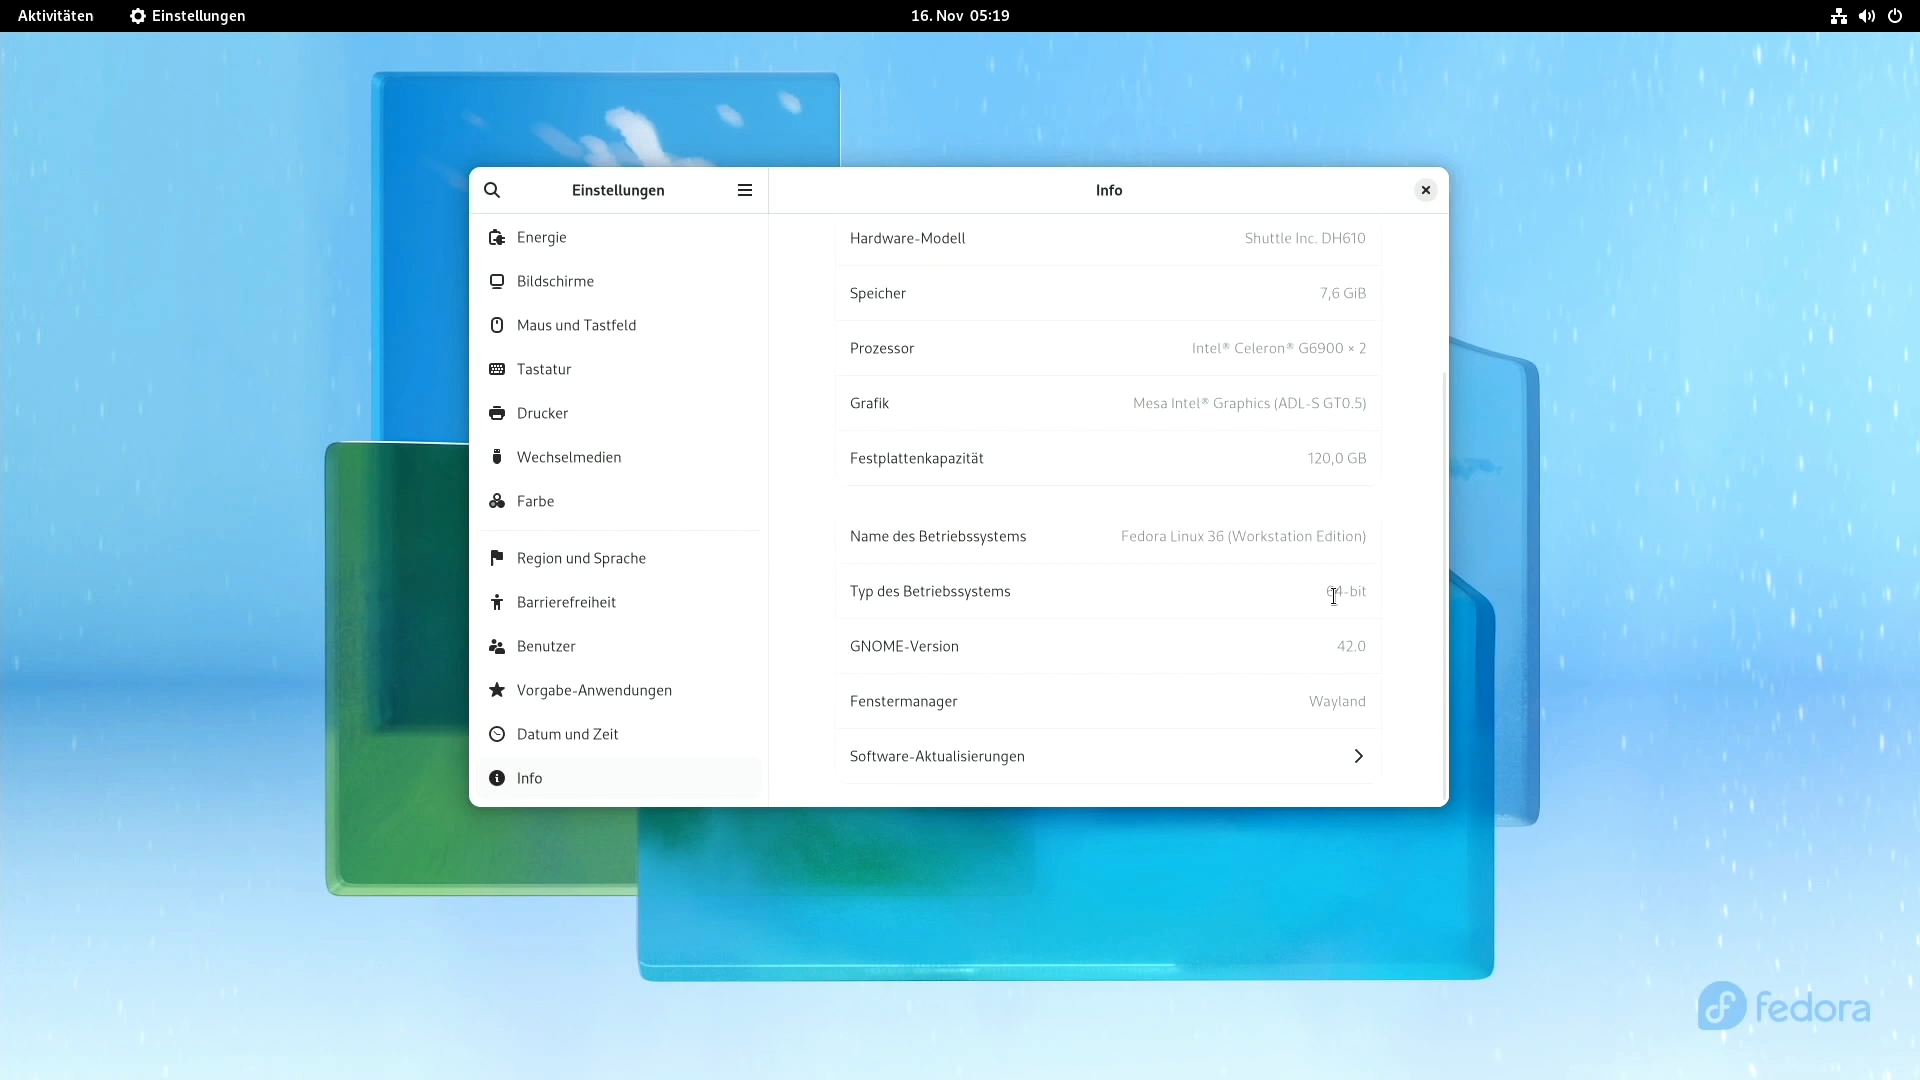 Aktivitäten Einstellungen 16. Nov 05:19
Einstellungen
Info
Energie
Bildschirme
Maus und Tastfeld
Tastatur
Drucker
Wechselmedien
Farbe
Region und Sprache
Barrierefreiheit
Benutzer
Vorgabe-Anwendungen
Datum und Zeit
Info
Hardware-Modell Shuttle Inc. DH610
Speicher 7,6 GiB
Prozessor Intel® Celeron® G6900 × 2
Grafik Mesa Intel® Graphics (ADL-S GT0.5)
Festplattenkapazität 120,0 GB
Name des Betriebssystems Fedora Linux 36 (Workstation Edition)
Typ des Betriebssystems 64-bit
GNOME-Version 42.0
Fenstermanager Wayland
Software-Aktualisierungen
fedora